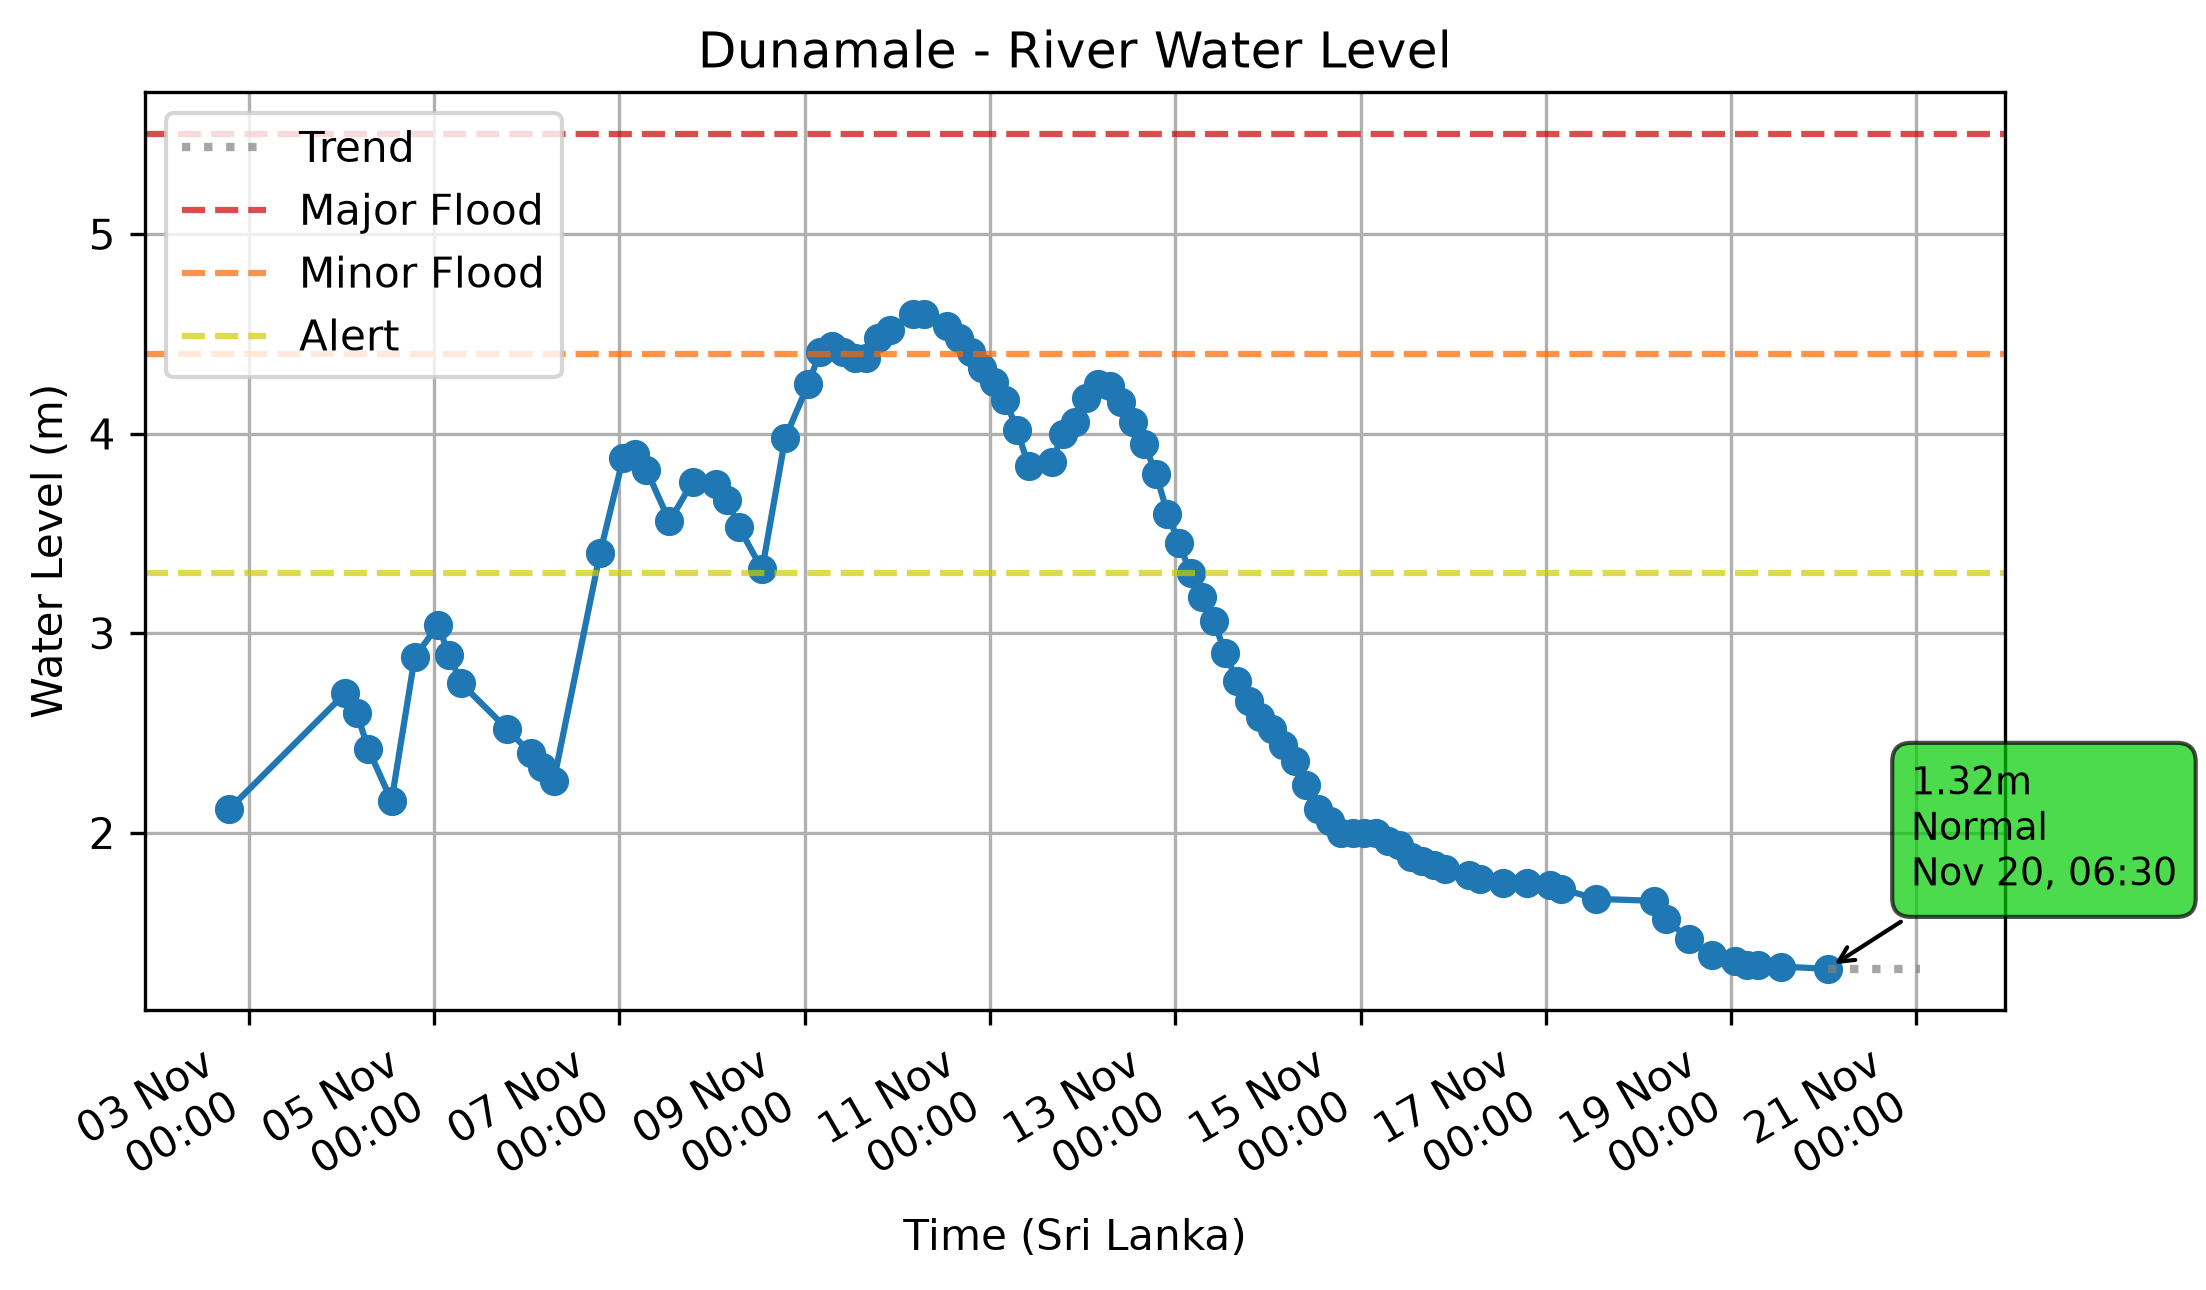 Dunamale - River Water Level
Trend
Major Flood
Minor Flood
Alert
Water Level (m)
5
4
3
2
1.32m
Normal
Nov 20, 06:30
03 Nov
00:00
05 Nov
00:00
07 Nov
00:00
09 Nov
00:00
11 Nov
00:00
13 Nov
00:00
15 Nov
00:00
17 Nov
00:00
19 Nov
00:00
21 Nov
00:00
Time (Sri Lanka)